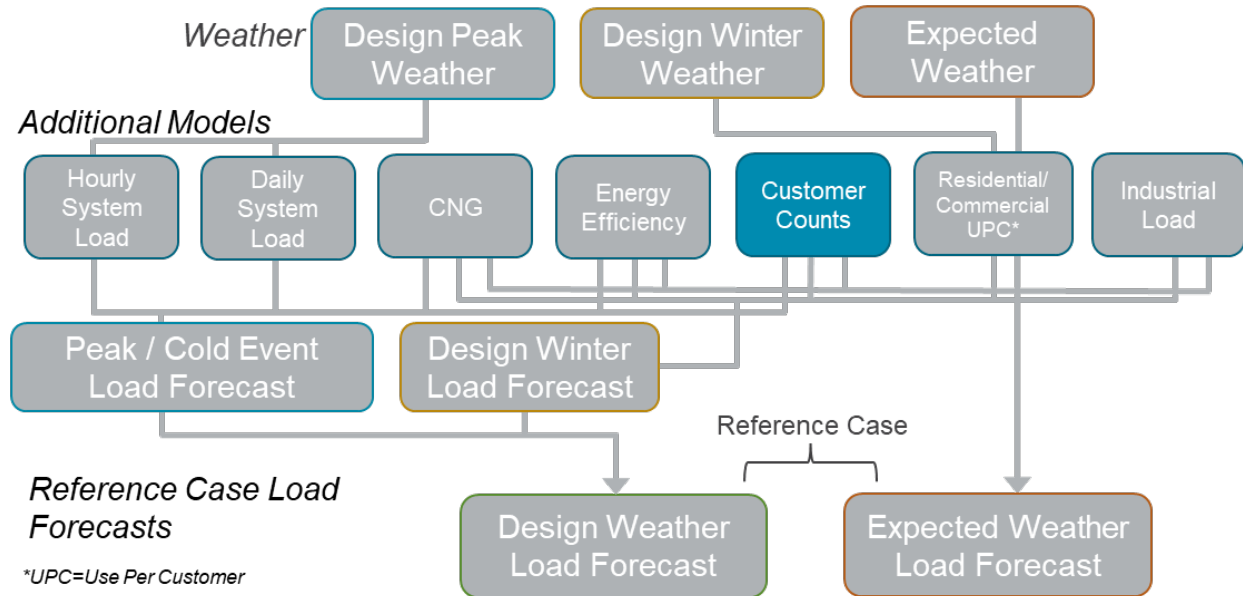 Weather
Design Peak
Weather
Design Winter
Weather
Expected
Weather
Additional Models
Hourly
System
Load
Daily
System
Load
CNG
Energy
Efficiency
Customer
Counts
Residential/
Commercial
UPC*
Industrial
Load
Peak / Cold Event
Load Forecast
Design Winter
Load Forecast
Reference Case
Reference Case Load
Forecasts
Design Weather
Load Forecast
Expected Weather
Load Forecast
*UPC=Use Per Customer